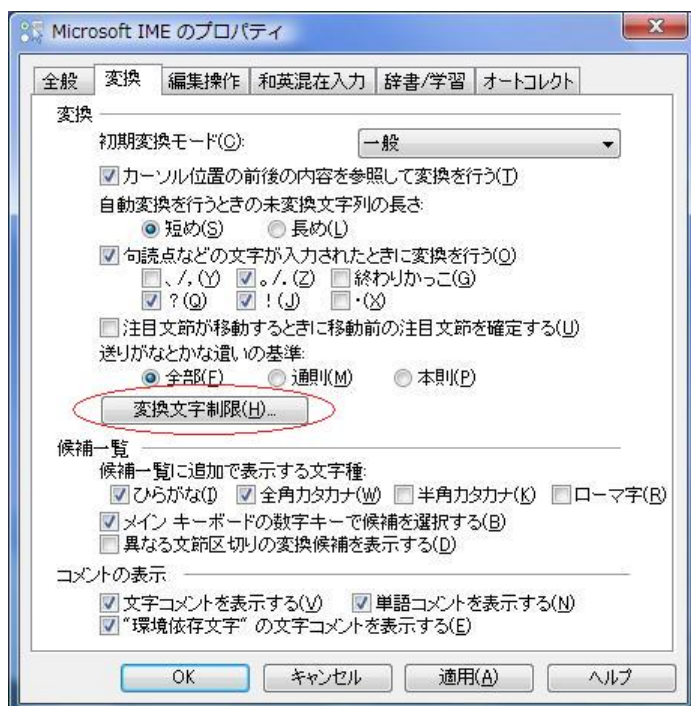 Microsoft IME のプロパティ
全般 変換 編集操作 和英混在入力 辞書/学習 オートコレクト
変換
初期変換モード(C): 一般
カーソル位置の前後の内容を参照して変換を行う(T)
自動変換を行うときの未変換文字列の長さ:
短め(S) 長め(L)
句読点などの文字が入力されたときに変換を行う(O)
、/，(Y) 。/．(Z) 終わりかっこ(G)
？(Q) ！(J) ・(X)
注目文節が移動するときに移動前の注目文節を確定する(U)
送りがなとかな遣いの基準:
全部(F) 通則(M) 本則(P)
変換文字制限(H)...
候補一覧
候補一覧に追加で表示する文字種:
ひらがな(I) 全角カタカナ(W) 半角カタカナ(K) ローマ字(R)
メイン キーボードの数字キーで候補を選択する(B)
異なる文節区切りの変換候補を表示する(D)
コメントの表示
文字コメントを表示する(V) 単語コメントを表示する(N)
"環境依存文字" の文字コメントを表示する(E)
OK キャンセル 適用(A) ヘルプ